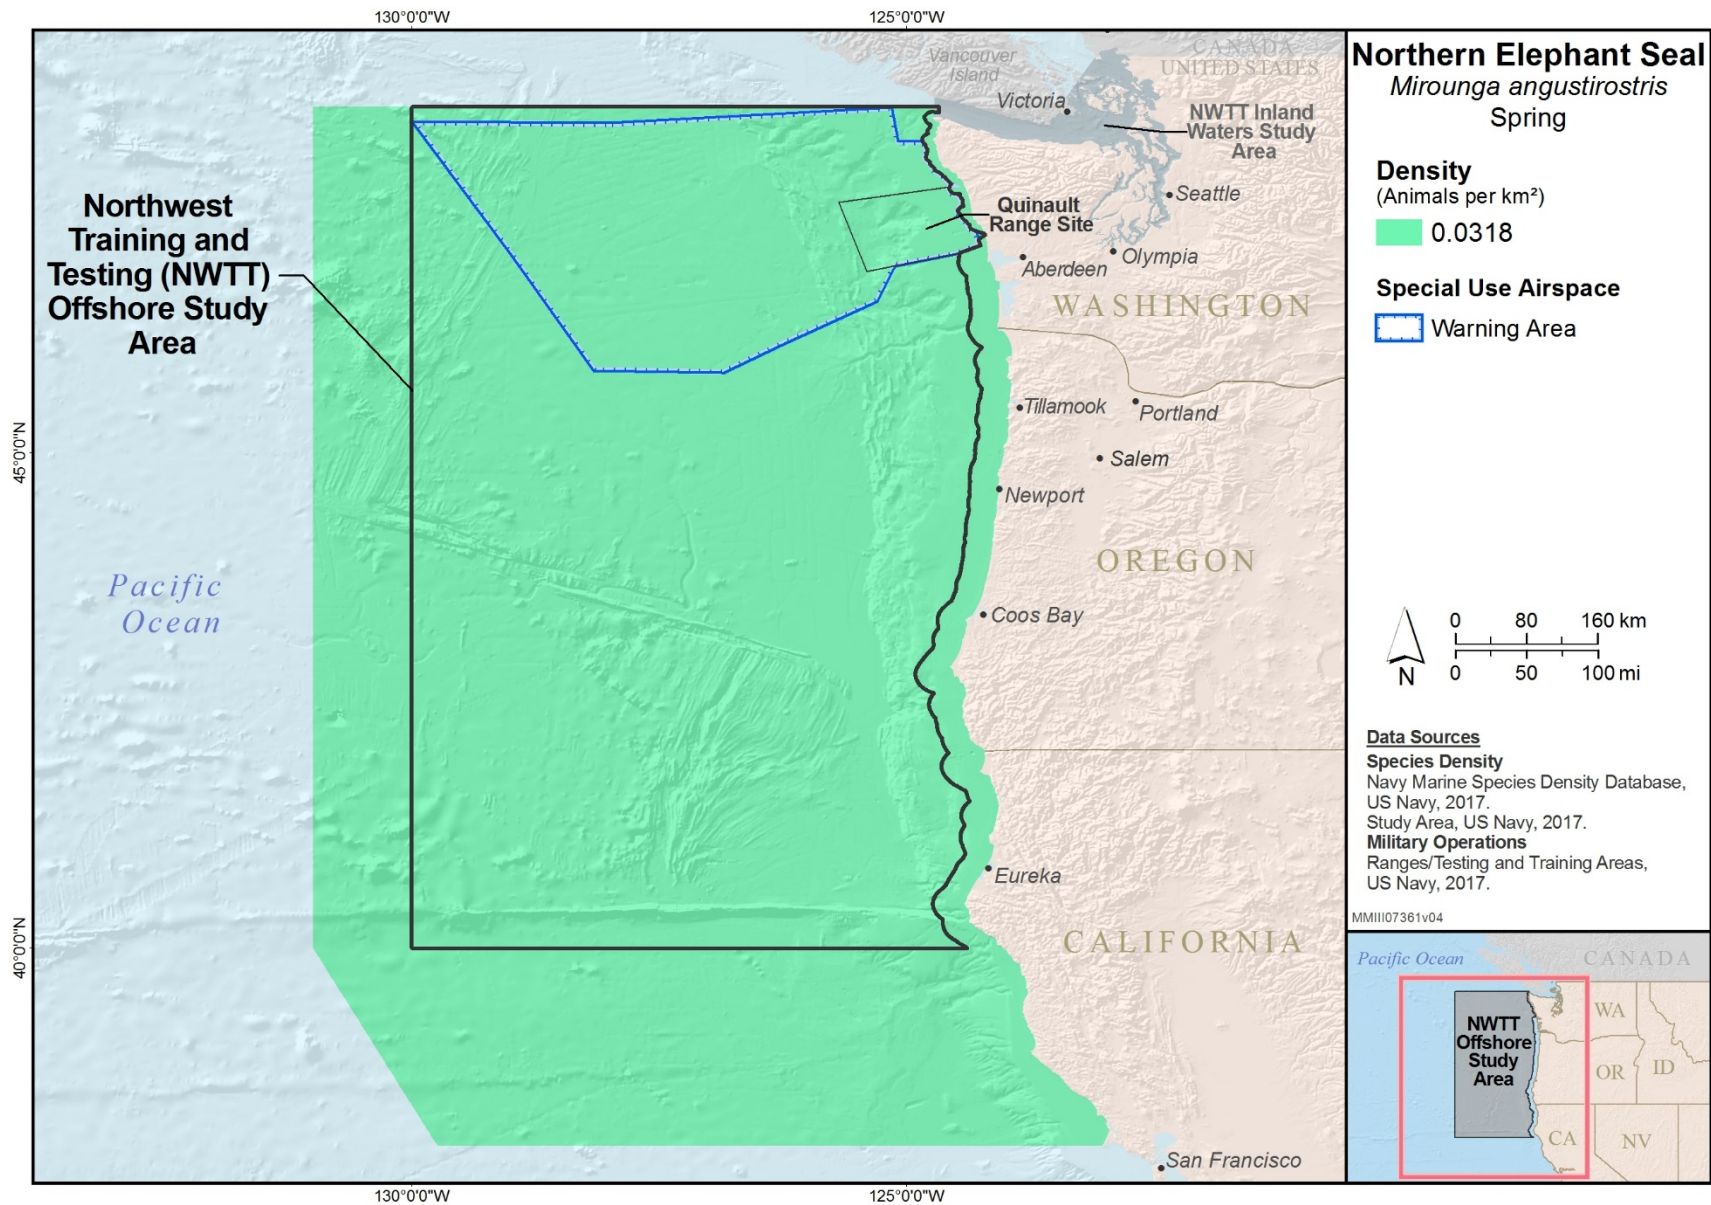 130°0'0"W
125°0'0"W
Vancouver
Island
CANADA
UNITED STATES
Victoria
NWTT Inland
Waters Study
Area
Seattle
Northwest
Training and
Testing (NWTT)
Offshore Study
Area
Quinault
Range Site
Olympia
Aberdeen
WASHINGTON
Tillamook
Portland
45°0'0"N
Salem
Newport
OREGON
Pacific
Ocean
Coos Bay
Eureka
CALIFORNIA
40°0'0"N
San Francisco
130°0'0"W
125°0'0"W
Northern Elephant Seal
Mirounga angustirostris
Spring
Density
(Animals per km²)
0.0318
Special Use Airspace
Warning Area
0 80 160 km
0 50 100 mi
N
Data Sources
Species Density
Navy Marine Species Density Database,
US Navy, 2017.
Study Area, US Navy, 2017.
Military Operations
Ranges/Testing and Training Areas,
US Navy, 2017.
MMIII07361v04
Pacific Ocean
CANADA
WA
NWTT
Offshore
Study
Area
OR
ID
CA
NV